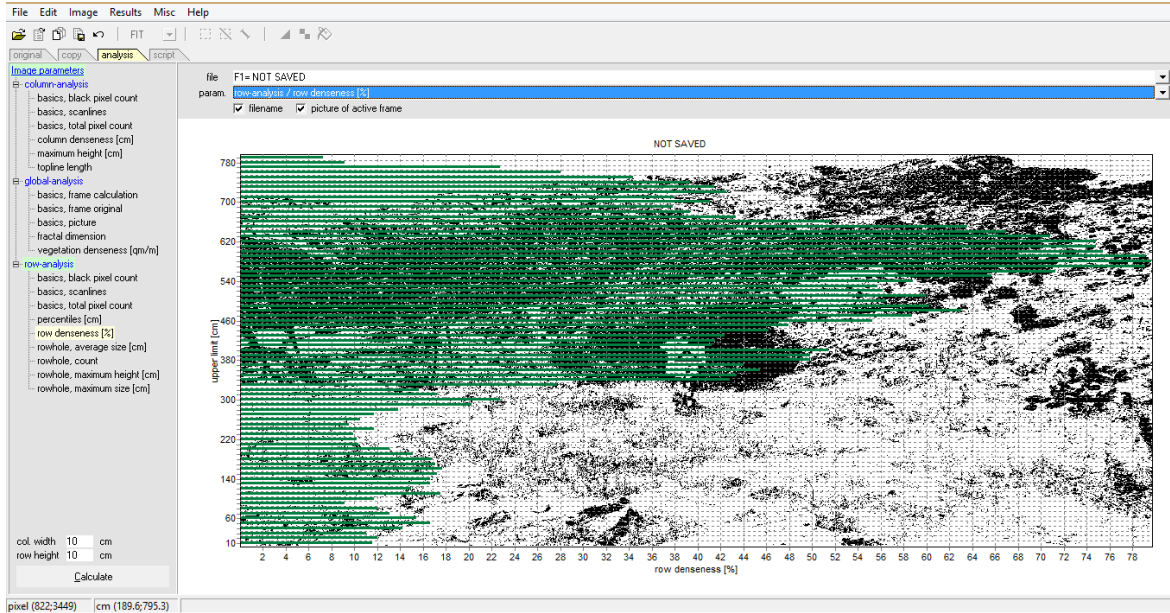 File Edit Image Results Misc Help
FIT
original copy analysis script
Image parameters
column-analysis
basics, black pixel count
basics, scanlines
basics, total pixel count
column denseness [cm]
maximum height [cm]
topline length
global-analysis
basics, frame calculation
basics, frame original
basics, picture
fractal dimension
vegetation denseness [qm/m]
row-analysis
basics, black pixel count
basics, scanlines
basics, total pixel count
percentiles [cm]
row denseness [%]
rowhole, average size [cm]
rowhole, count
rowhole, maximum height [cm]
rowhole, maximum size [cm]
col. width 10 cm
row height 10 cm
Calculate
file F1= NOT SAVED
param. row-analysis / row denseness [%]
filename picture of active frame
NOT SAVED
upper limit [cm]
780
700
620
540
460
380
300
220
140
60
10
2 4 6 8 10 12 14 16 18 20 22 24 26 28 30 32 34 36 38 40 42 44 46 48 50 52 54 56 58 60 62 64 66 68 70 72 74 76 78
row denseness [%]
pixel (822;3449) cm (189.6;795.3)